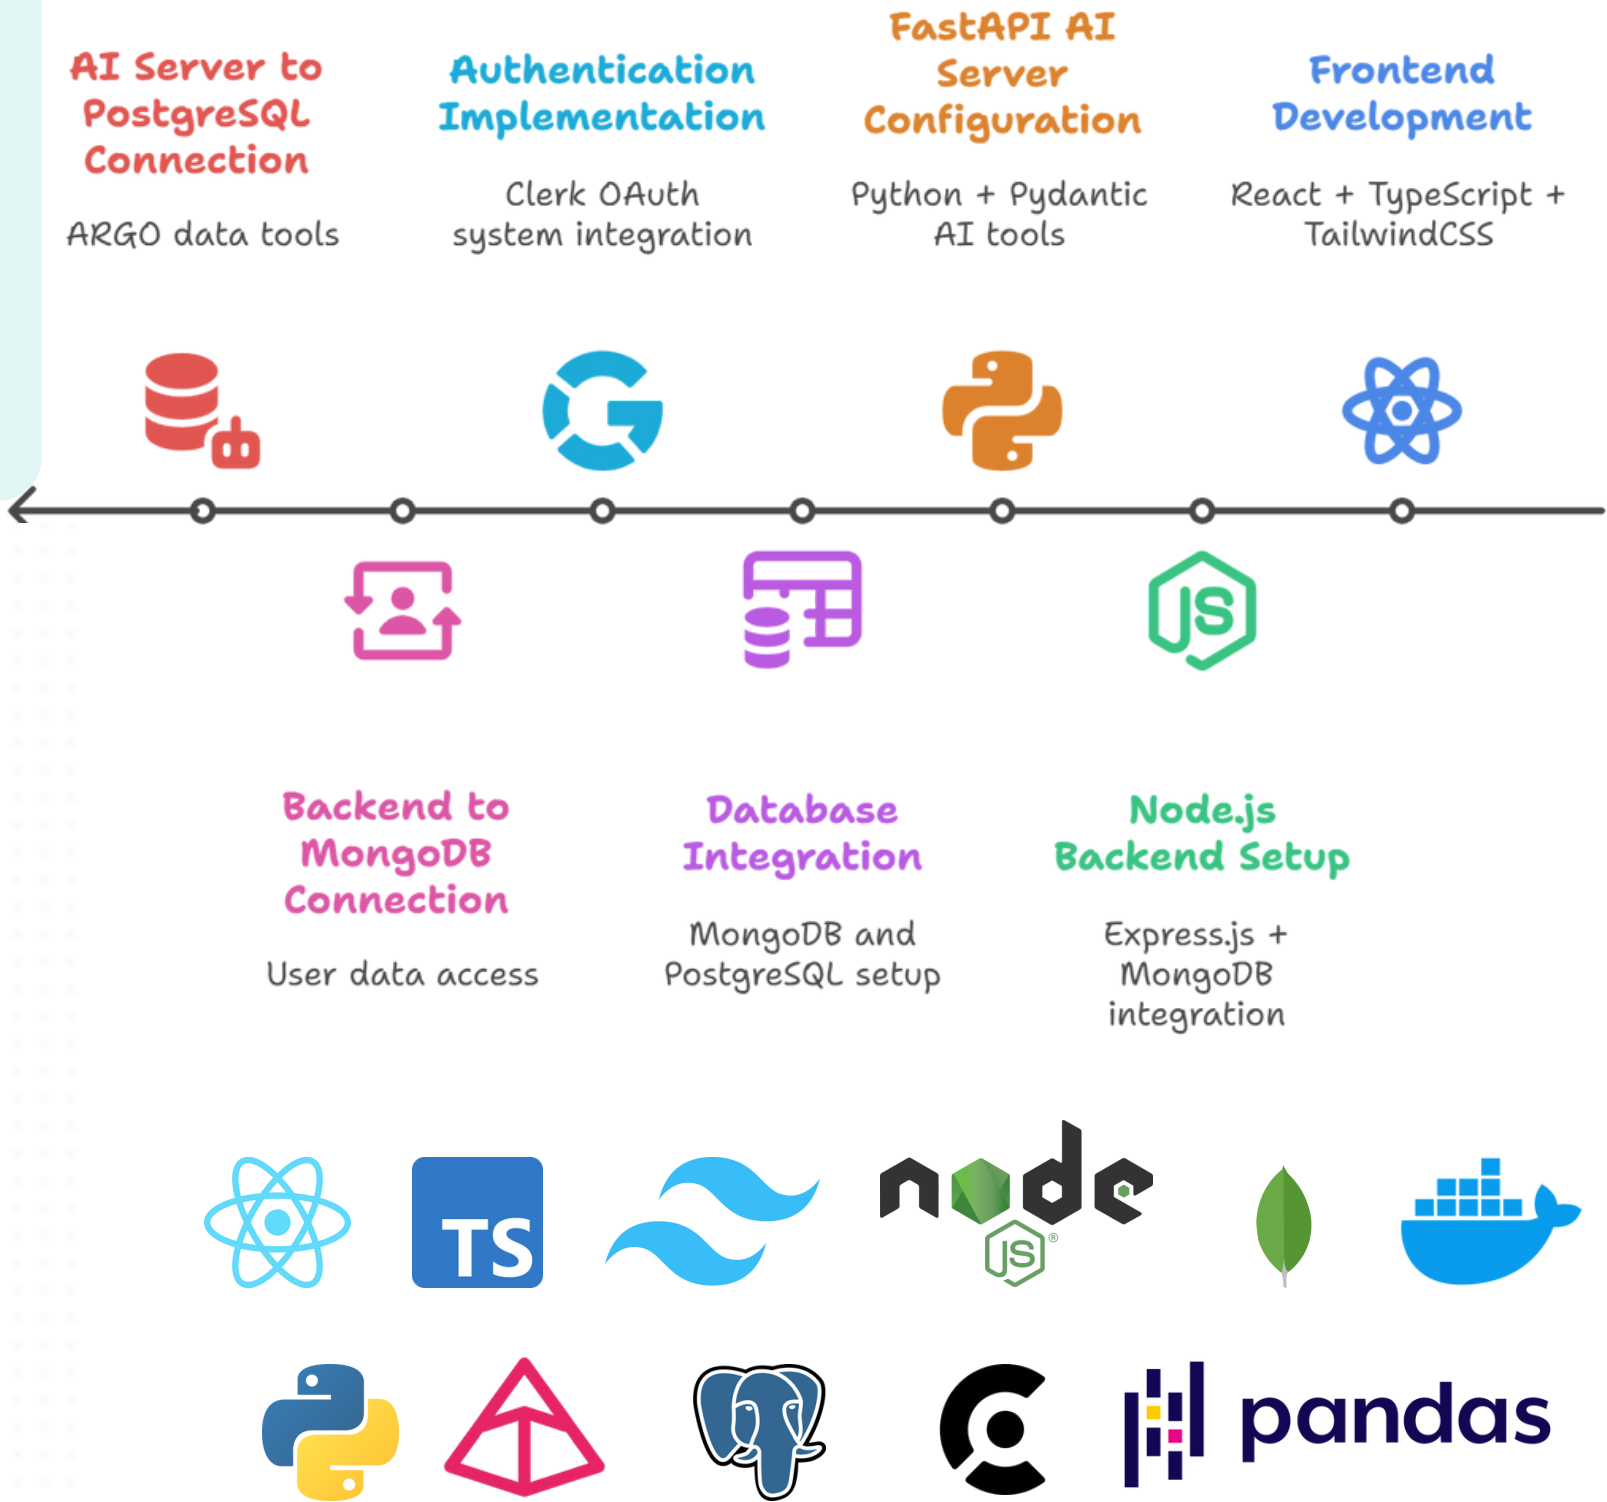 AI Server to
PostgreSQL
Connection
ARGO data tools
Authentication
Implementation
Clerk OAuth
system integration
FastAPI AI
Server
Configuration
Python + Pydantic
AI tools
Frontend
Development
React + TypeScript +
TailwindCSS
JS
Backend to
MongoDB
Connection
User data access
Database
Integration
MongoDB and
PostgreSQL setup
Node.js
Backend Setup
Express.js +
MongoDB
integration
TS
node
JS®
pandas